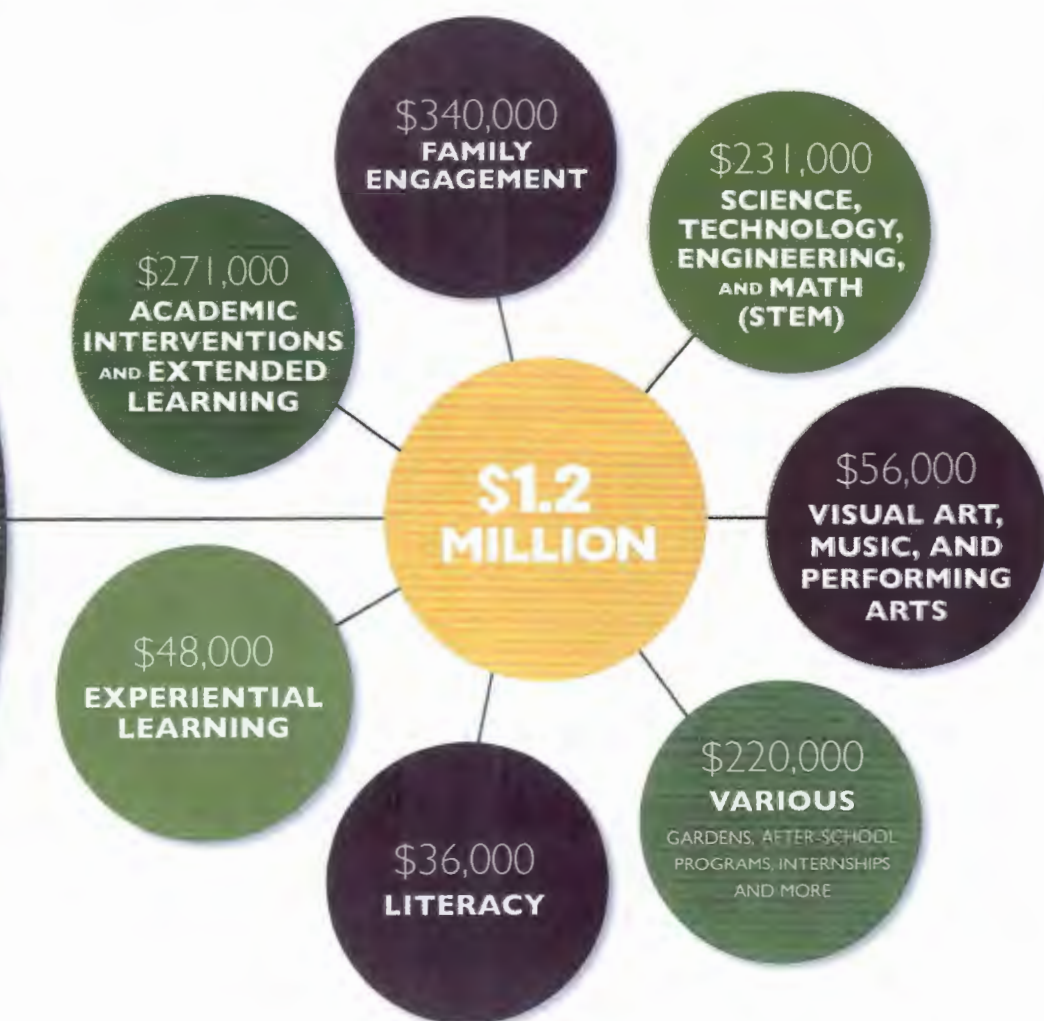 $340,000
FAMILY
ENGAGEMENT
$231,000
SCIENCE,
TECHNOLOGY,
ENGINEERING,
AND MATH
(STEM)
$271,000
ACADEMIC
INTERVENTIONS
AND EXTENDED
LEARNING
$1.2
MILLION
$56,000
VISUAL ART,
MUSIC, AND
PERFORMING
ARTS
$48,000
EXPERIENTIAL
LEARNING
$220,000
VARIOUS
GARDENS, AFTER-SCHOOL
PROGRAMS, INTERNSHIPS
AND MORE
$36,000
LITERACY